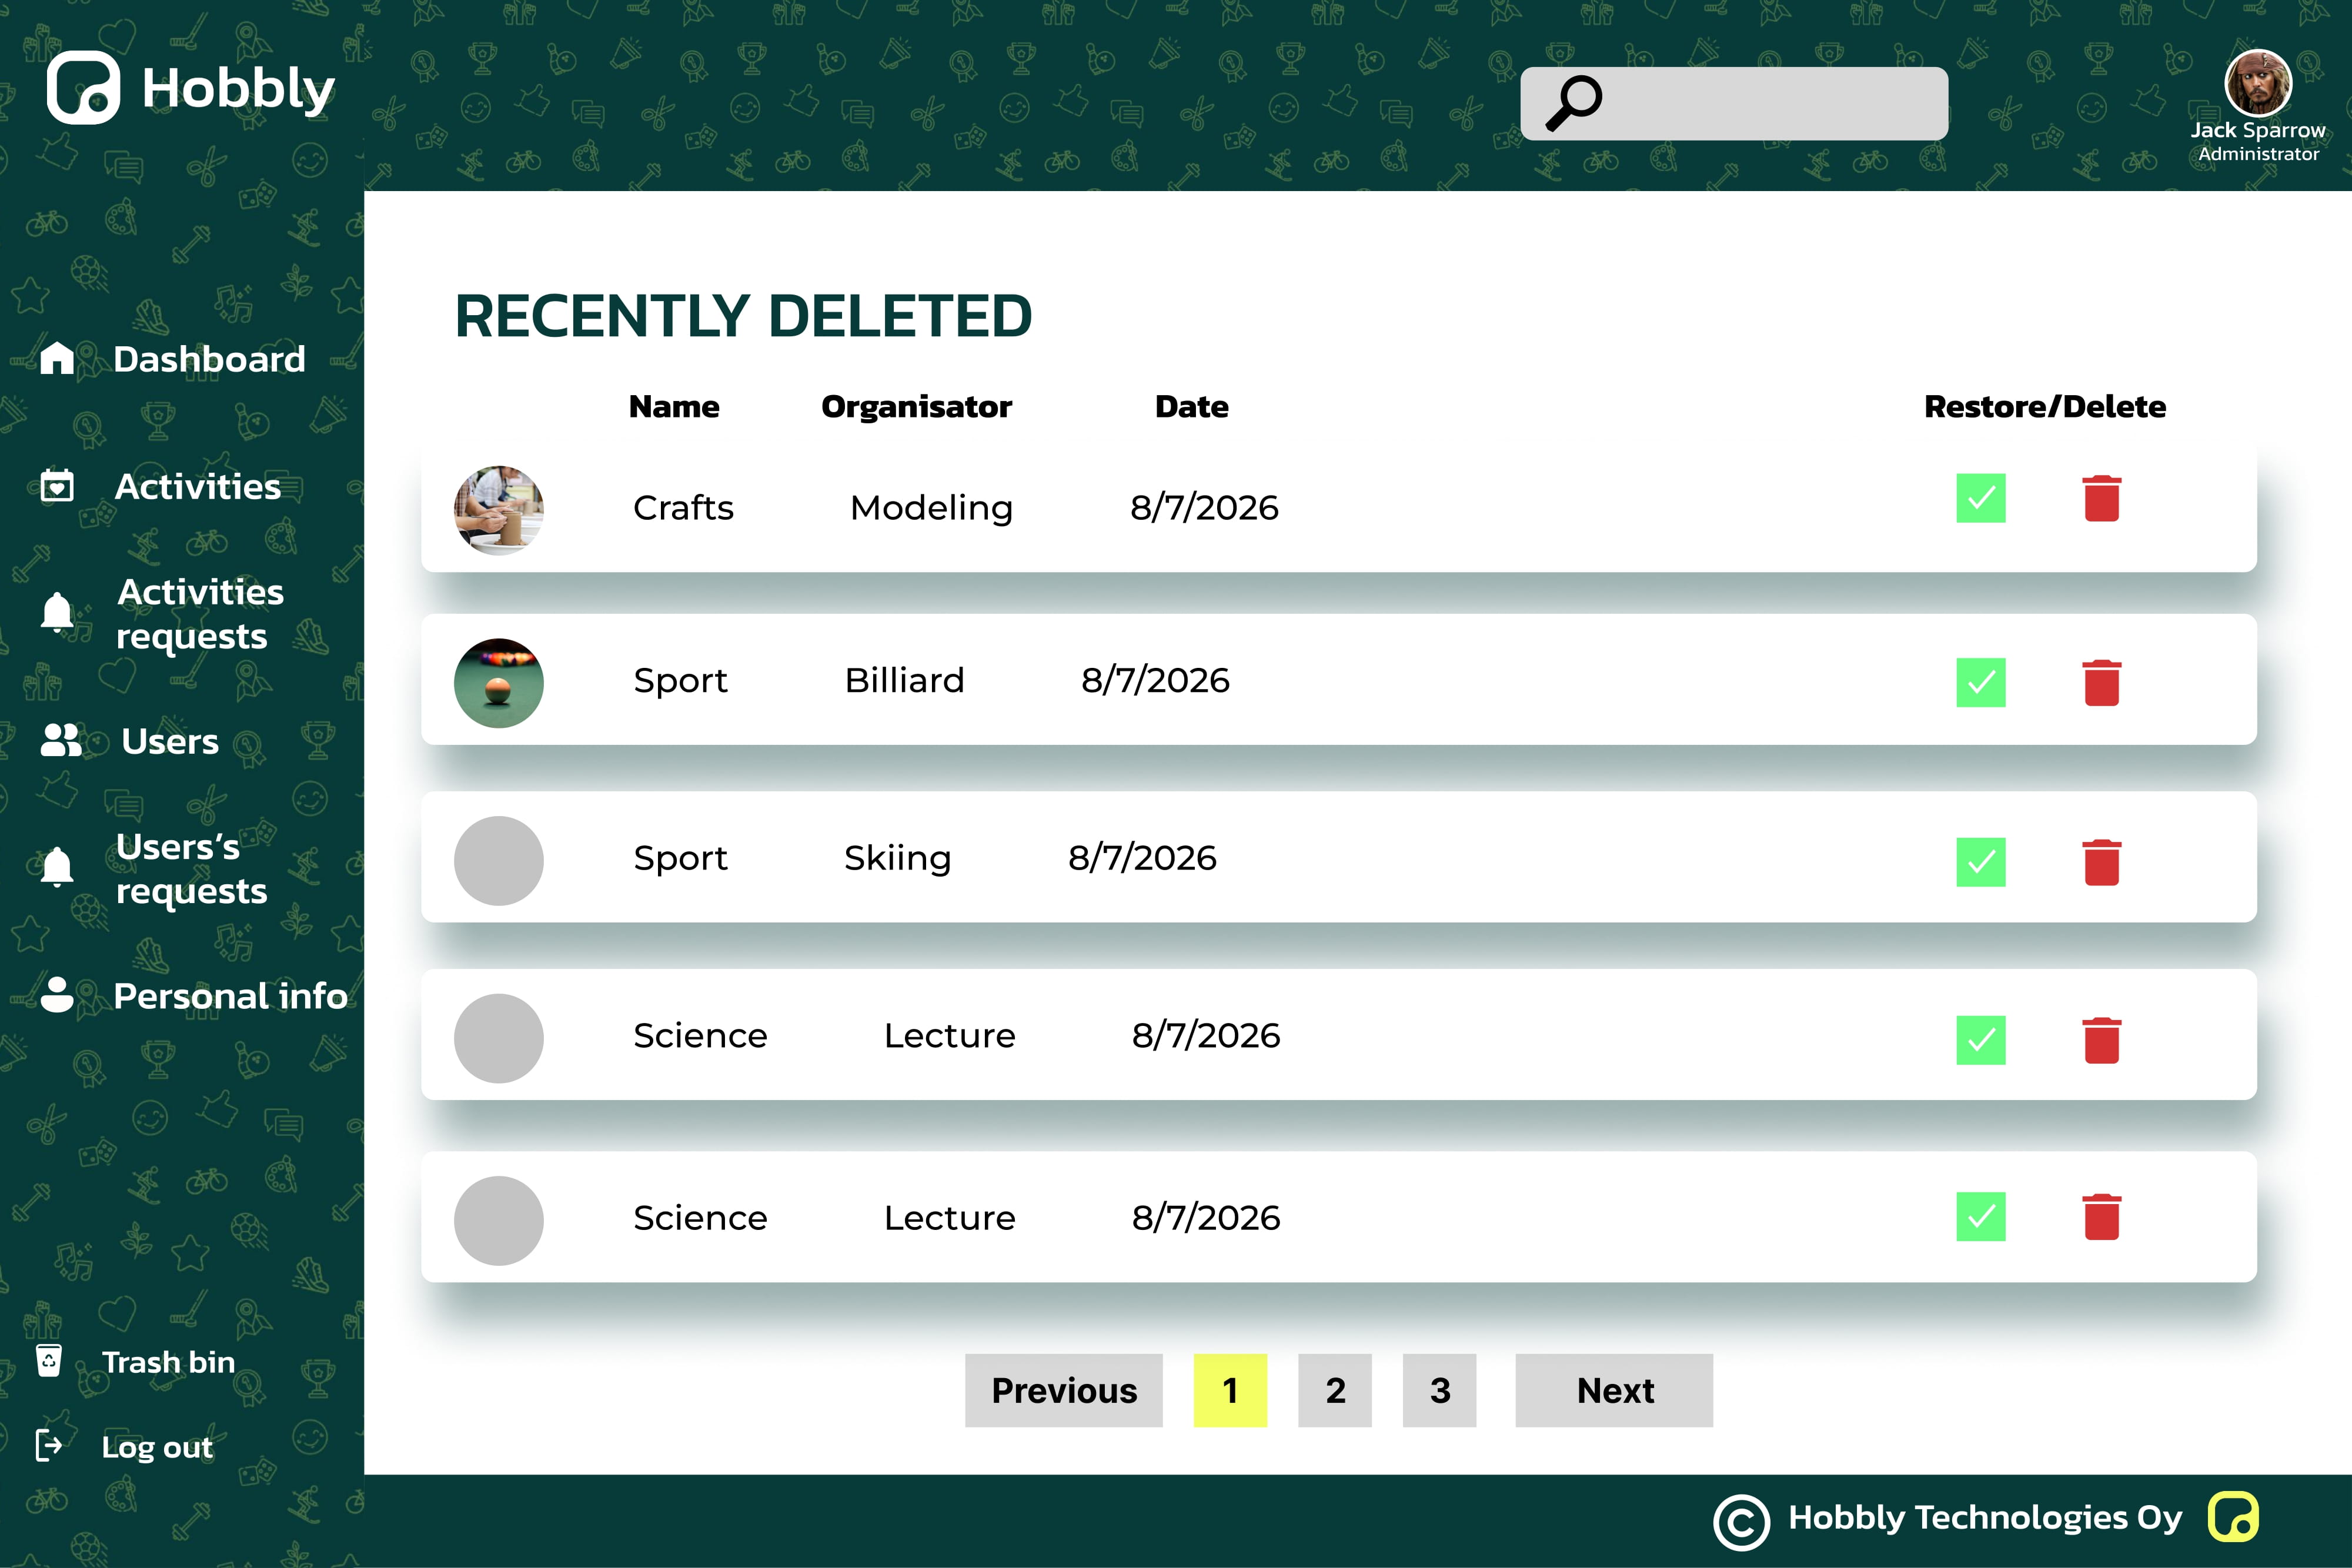 Hobbly
Jack Sparrow
Administrator
Dashboard
Activities
Activities
requests
Users
Users’s
requests
Personal info
Trash bin
Log out
RECENTLY DELETED
Name Organisator Date Restore/Delete
Crafts Modeling 8/7/2026
Sport Billiard 8/7/2026
Sport Skiing 8/7/2026
Science Lecture 8/7/2026
Science Lecture 8/7/2026
Previous 1 2 3 Next
© Hobbly Technologies Oy